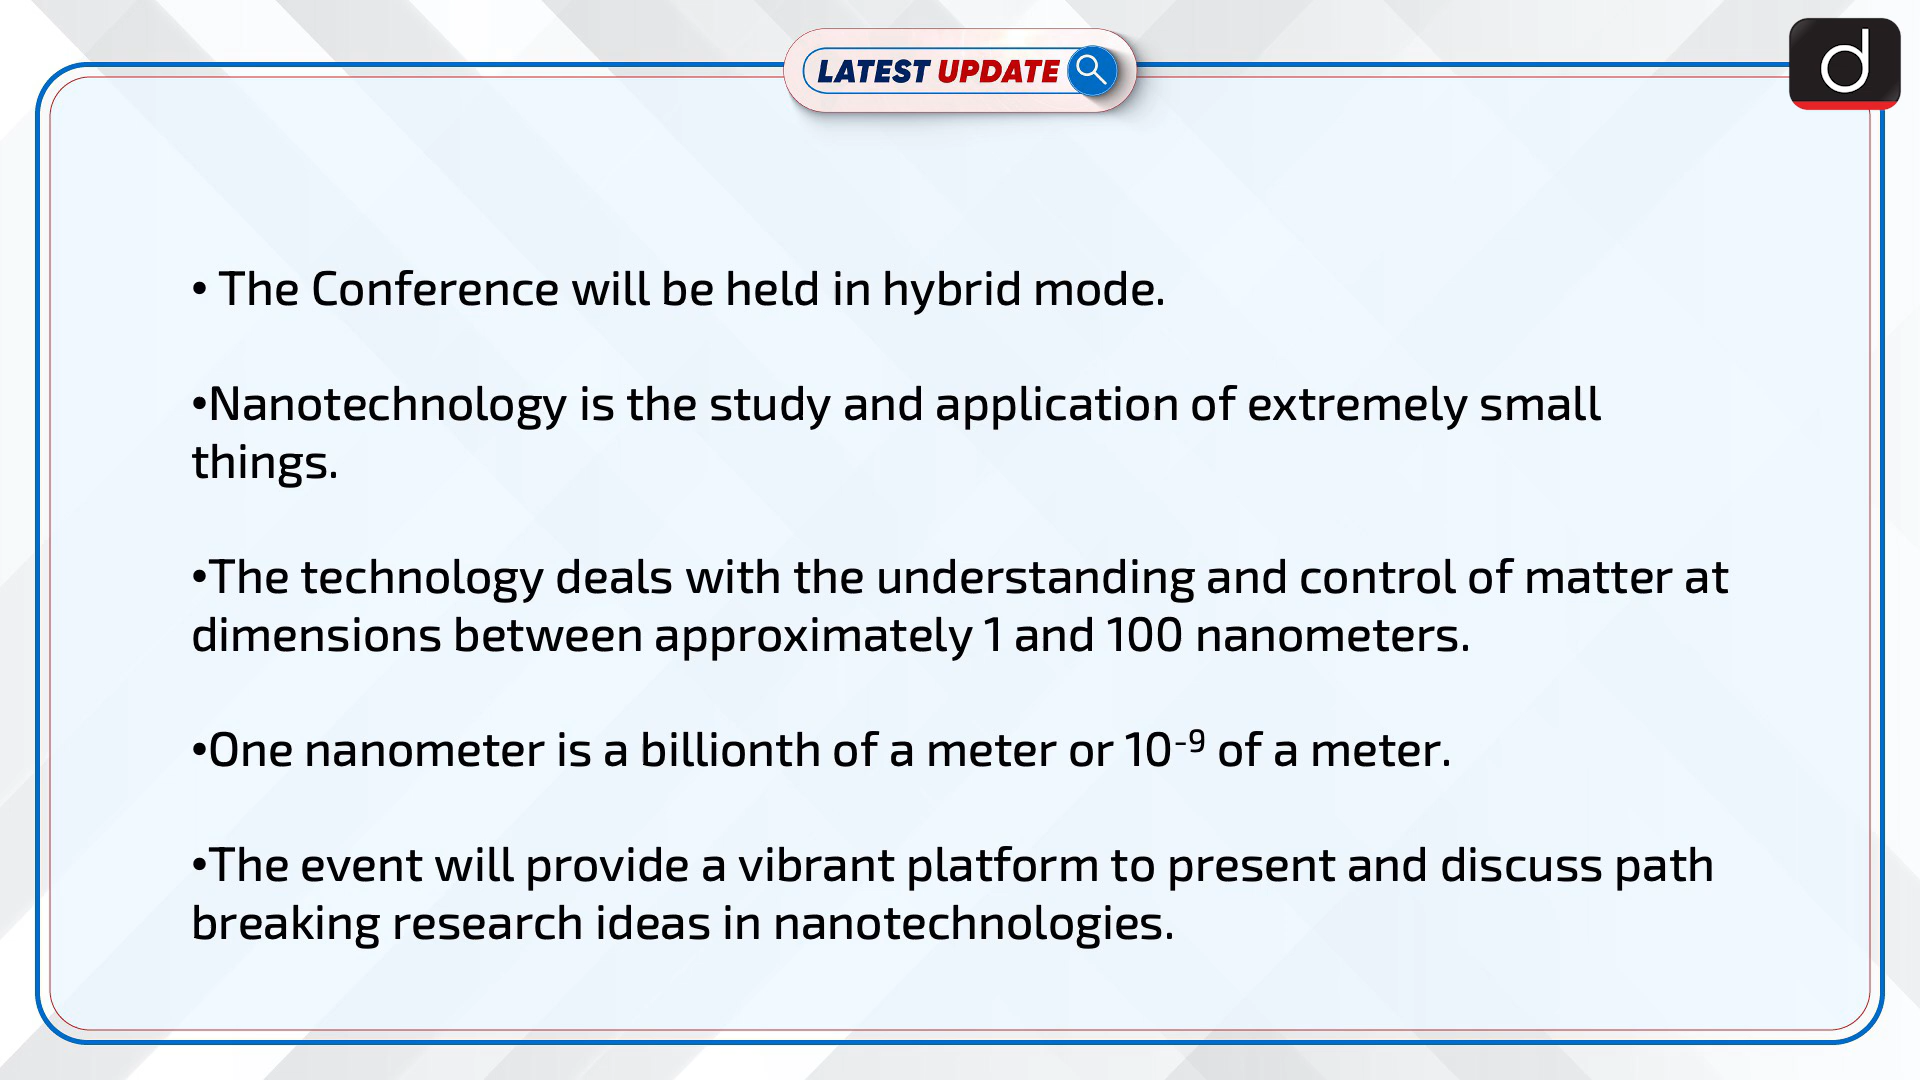 LATEST UPDATE
d
• The Conference will be held in hybrid mode.
•Nanotechnology is the study and application of extremely small
things.
•The technology deals with the understanding and control of matter at
dimensions between approximately 1 and 100 nanometers.
•One nanometer is a billionth of a meter or 10⁻⁹ of a meter.
•The event will provide a vibrant platform to present and discuss path
breaking research ideas in nanotechnologies.